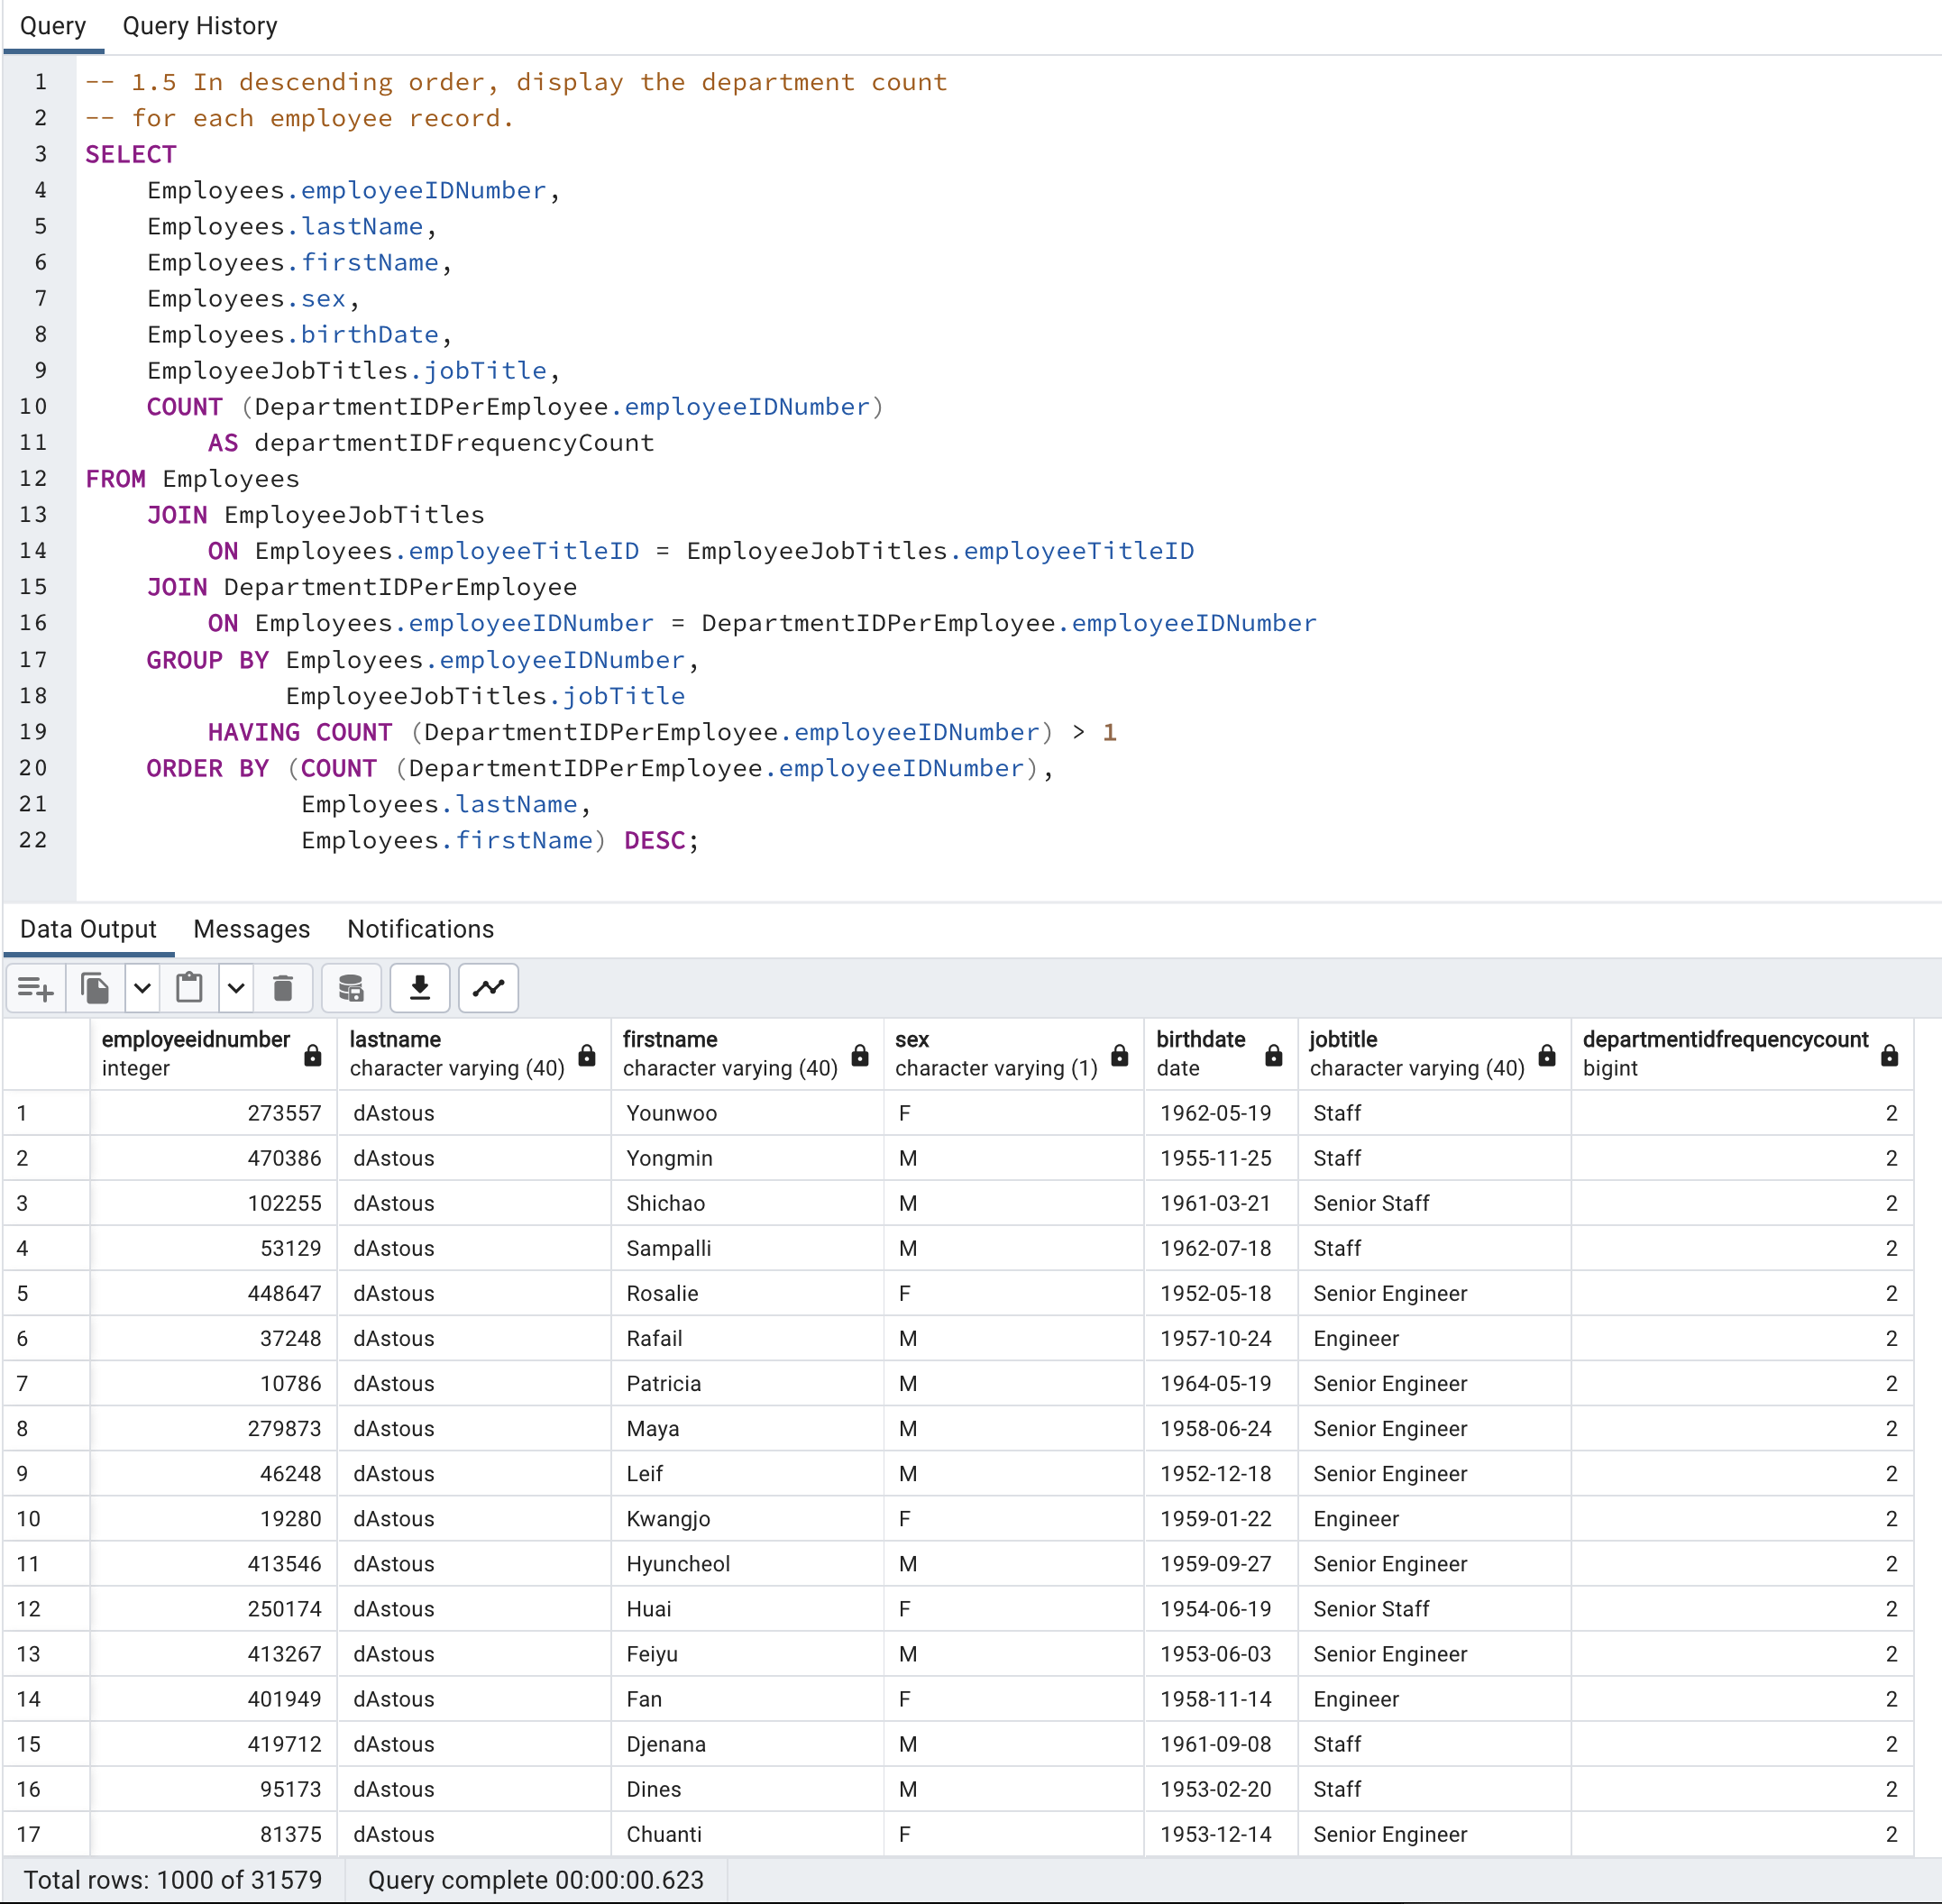 Query Query History
1 -- 1.5 In descending order, display the department count
2 -- for each employee record.
3 SELECT
4 Employees.employeeIDNumber,
5 Employees.lastName,
6 Employees.firstName,
7 Employees.sex,
8 Employees.birthDate,
9 EmployeeJobTitles.jobTitle,
10 COUNT (DepartmentIDPerEmployee.employeeIDNumber)
11 AS departmentIDFrequencyCount
12 FROM Employees
13 JOIN EmployeeJobTitles
14 ON Employees.employeeTitleID = EmployeeJobTitles.employeeTitleID
15 JOIN DepartmentIDPerEmployee
16 ON Employees.employeeIDNumber = DepartmentIDPerEmployee.employeeIDNumber
17 GROUP BY Employees.employeeIDNumber,
18 EmployeeJobTitles.jobTitle
19 HAVING COUNT (DepartmentIDPerEmployee.employeeIDNumber) > 1
20 ORDER BY (COUNT (DepartmentIDPerEmployee.employeeIDNumber),
21 Employees.lastName,
22 Employees.firstName) DESC;
Data Output Messages Notifications
employeeidnumber lastname firstname sex birthdate jobtitle departmentidfrequencycount
integer character varying (40) character varying (40) character varying (1) date character varying (40) bigint
1 273557 dAstous Younwoo F 1962-05-19 Staff 2
2 470386 dAstous Yongmin M 1955-11-25 Staff 2
3 102255 dAstous Shichao M 1961-03-21 Senior Staff 2
4 53129 dAstous Sampalli M 1962-07-18 Staff 2
5 448647 dAstous Rosalie F 1952-05-18 Senior Engineer 2
6 37248 dAstous Rafail M 1957-10-24 Engineer 2
7 10786 dAstous Patricia M 1964-05-19 Senior Engineer 2
8 279873 dAstous Maya M 1958-06-24 Senior Engineer 2
9 46248 dAstous Leif M 1952-12-18 Senior Engineer 2
10 19280 dAstous Kwangjo F 1959-01-22 Engineer 2
11 413546 dAstous Hyuncheol M 1959-09-27 Senior Engineer 2
12 250174 dAstous Huai F 1954-06-19 Senior Staff 2
13 413267 dAstous Feiyu M 1953-06-03 Senior Engineer 2
14 401949 dAstous Fan F 1958-11-14 Engineer 2
15 419712 dAstous Djenana M 1961-09-08 Staff 2
16 95173 dAstous Dines M 1953-02-20 Staff 2
17 81375 dAstous Chuanti F 1953-12-14 Senior Engineer 2
Total rows: 1000 of 31579 Query complete 00:00:00.623